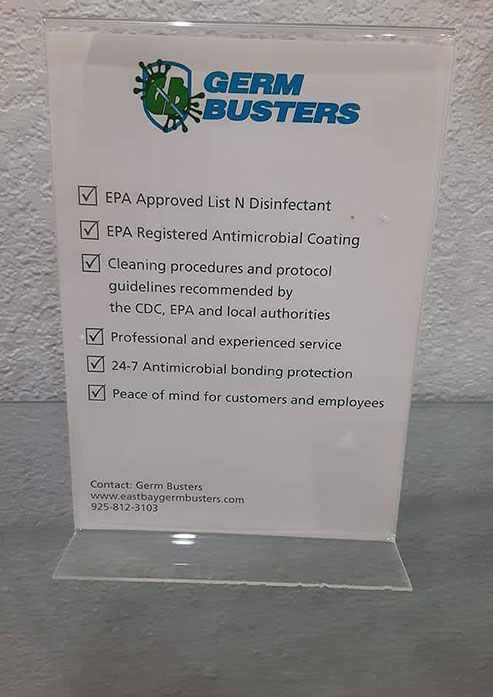 GERM
BUSTERS
EPA Approved List N Disinfectant
EPA Registered Antimicrobial Coating
Cleaning procedures and protocol
guidelines recommended by
the CDC, EPA and local authorities
Professional and experienced service
24-7 Antimicrobial bonding protection
Peace of mind for customers and employees
Contact: Germ Busters
www.eastbaygermbusters.com
925-812-3103